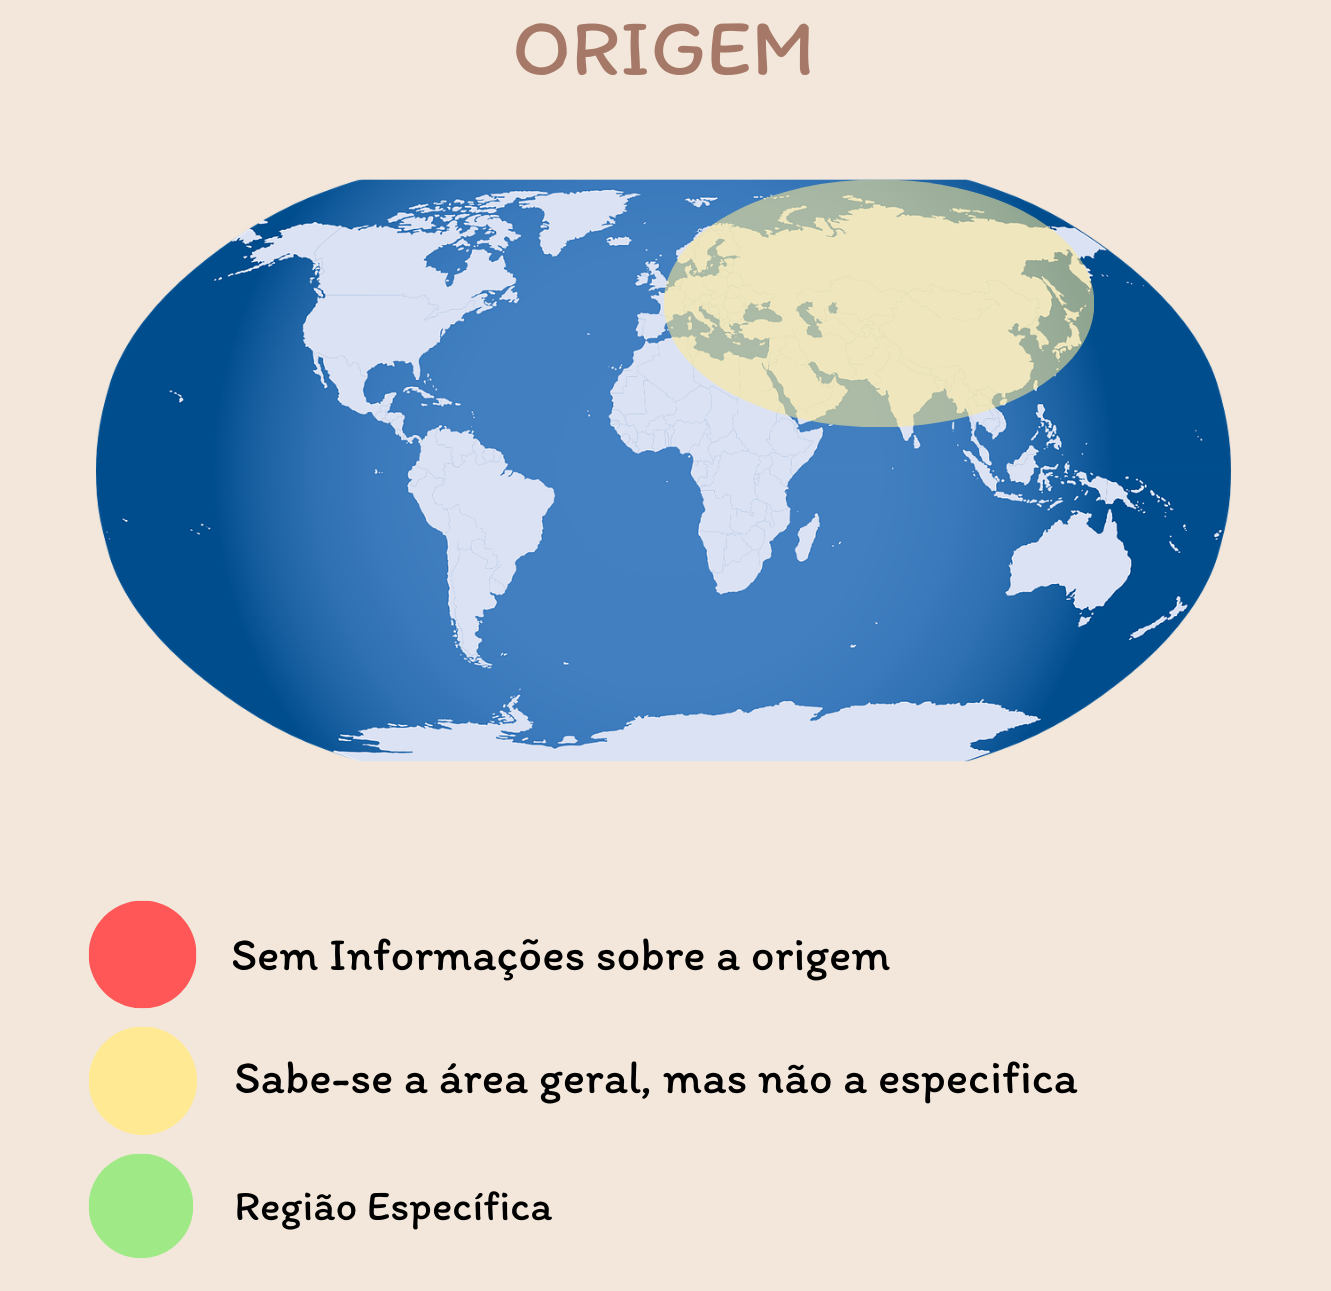 ORIGEM
Sem Informações sobre a origem
Sabe-se a área geral, mas não a especifica
Região Específica